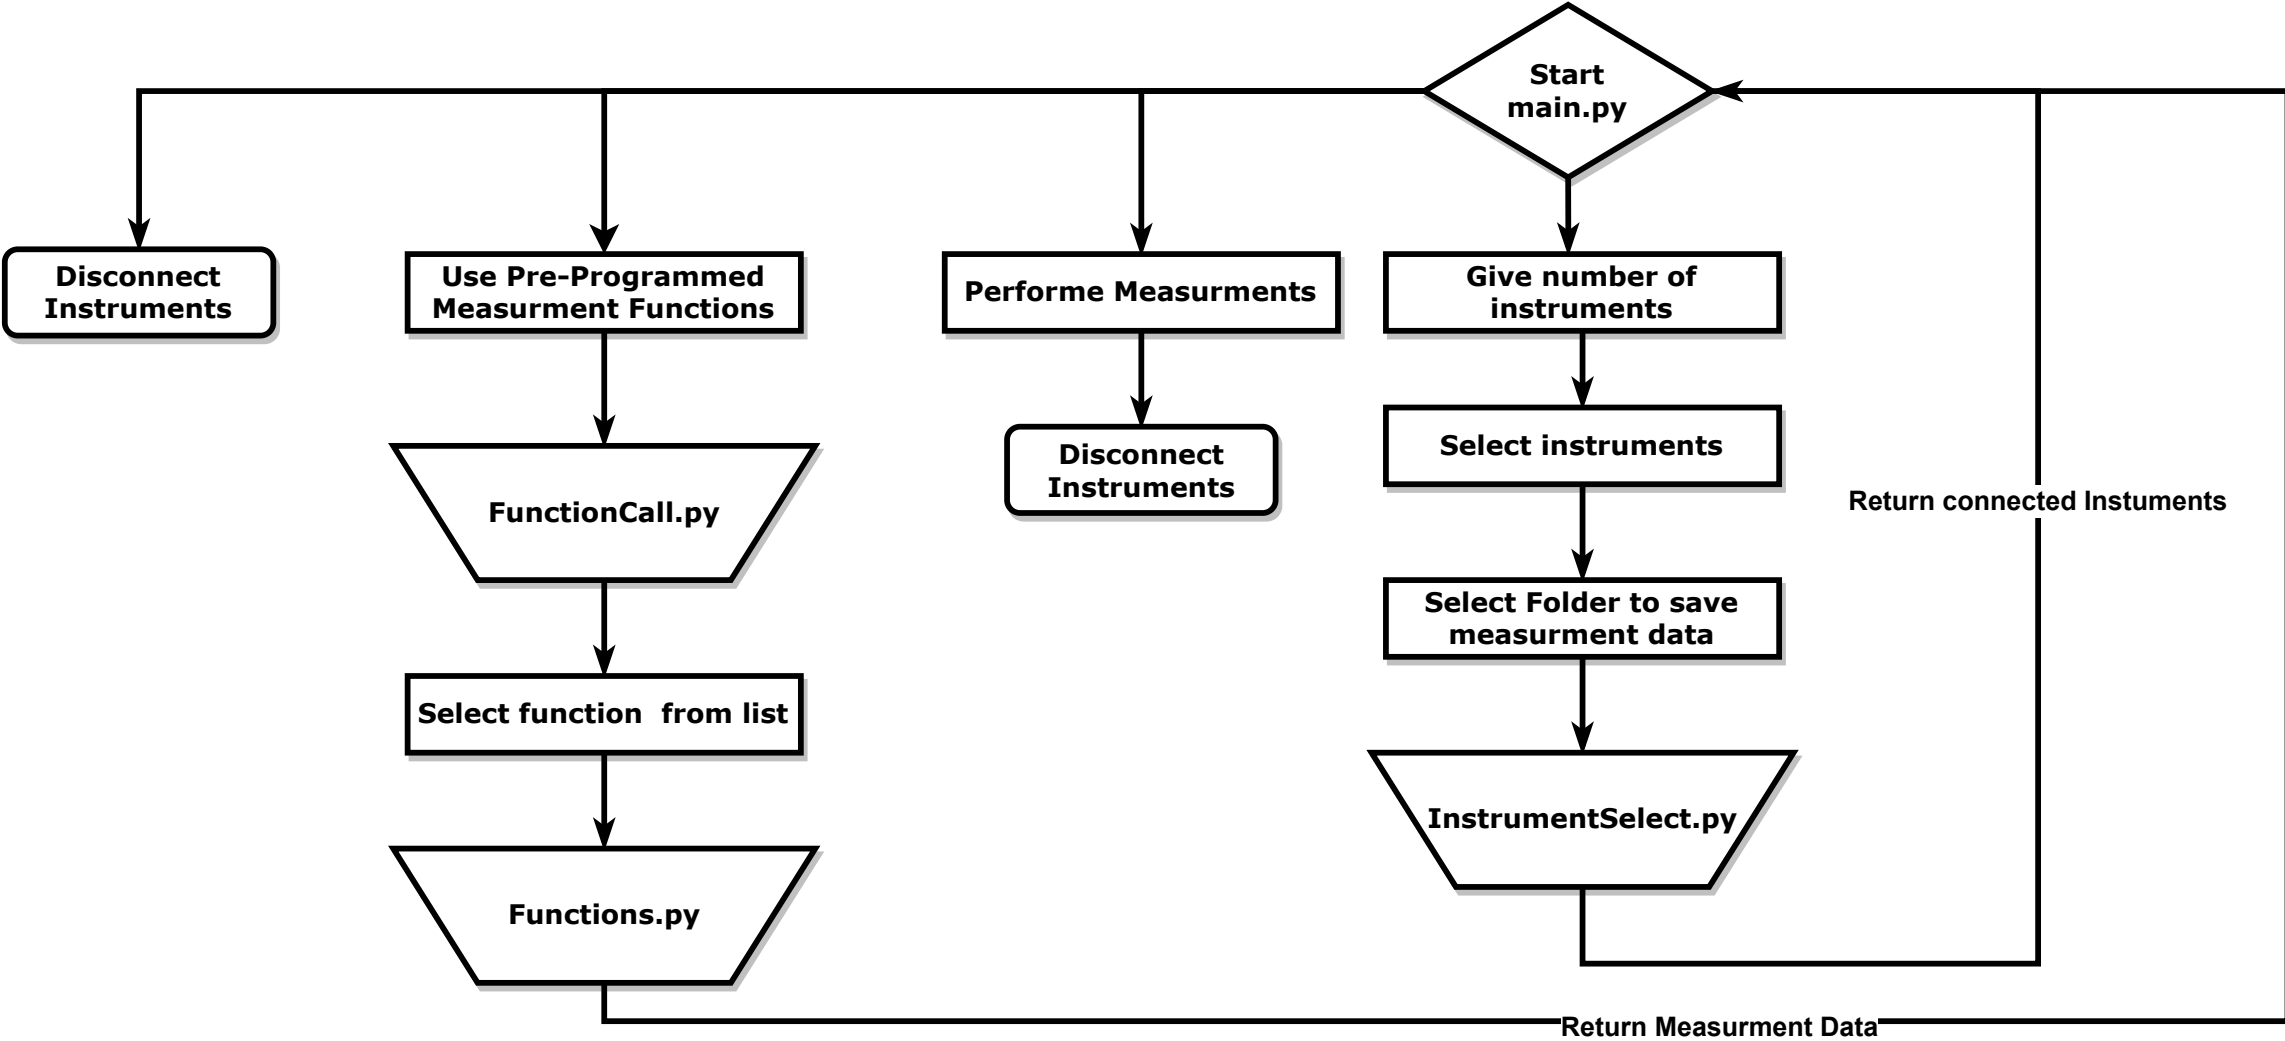 Start
main.py
Disconnect
Instruments
Use Pre-Programmed
Measurment Functions
Performe Measurments
Give number of
instruments
Disconnect
Instruments
Select instruments
FunctionCall.py
Return connected Instuments
Select Folder to save
measurment data
Select function  from list
InstrumentSelect.py
Functions.py
Return Measurment Data